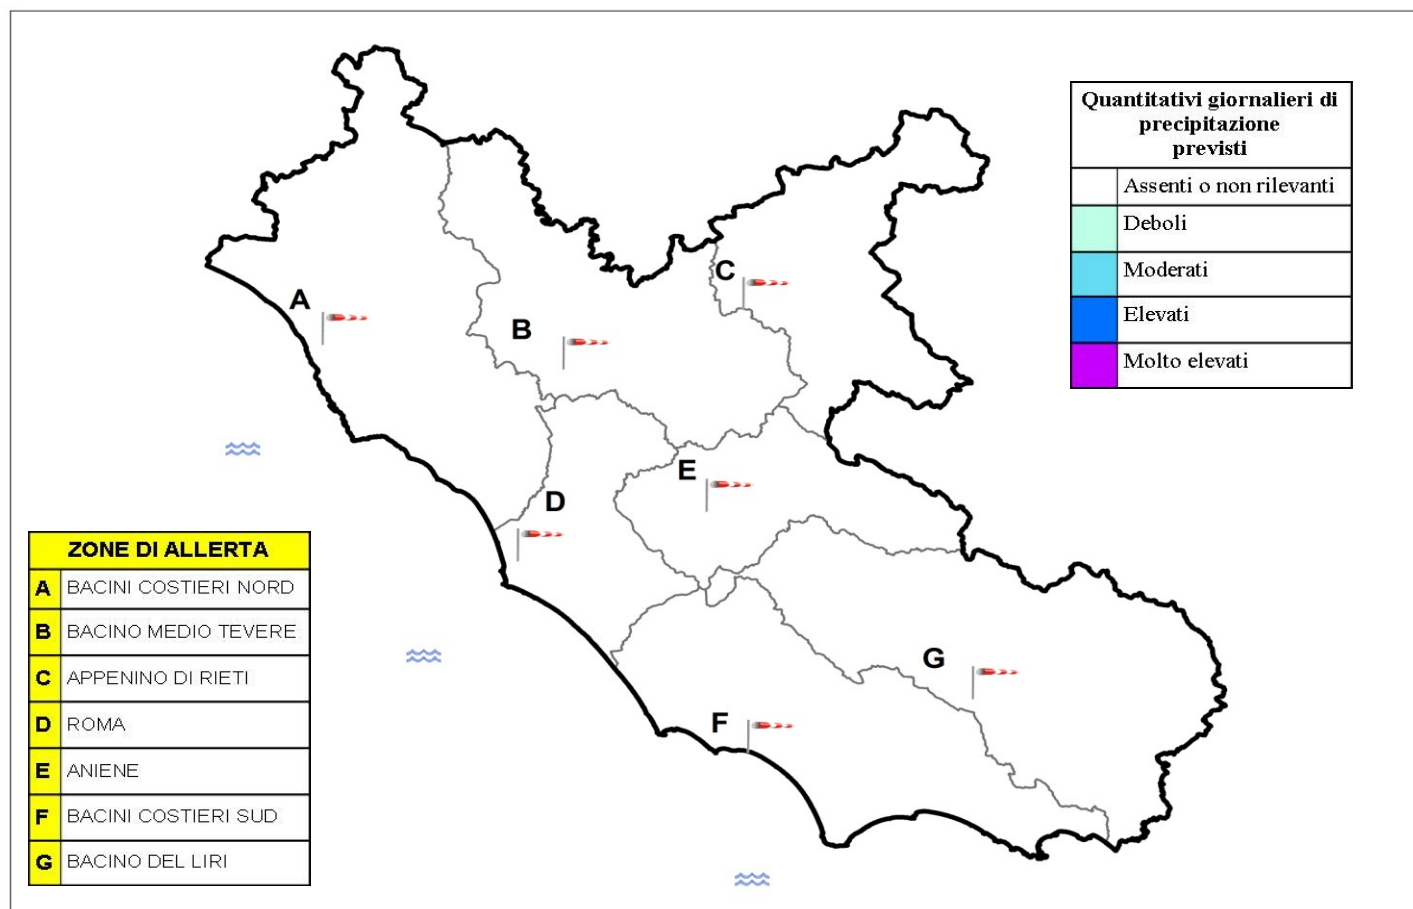 Quantitativi giornalieri di
precipitazione
previsti
Assenti o non rilevanti
Deboli
Moderati
Elevati
Molto elevati
A
B
C
D
E
F
G
ZONE DI ALLERTA
A BACINI COSTIERI NORD
B BACINO MEDIO TEVERE
C APPENINO DI RIETI
D ROMA
E ANIENE
F BACINI COSTIERI SUD
G BACINO DEL LIRI